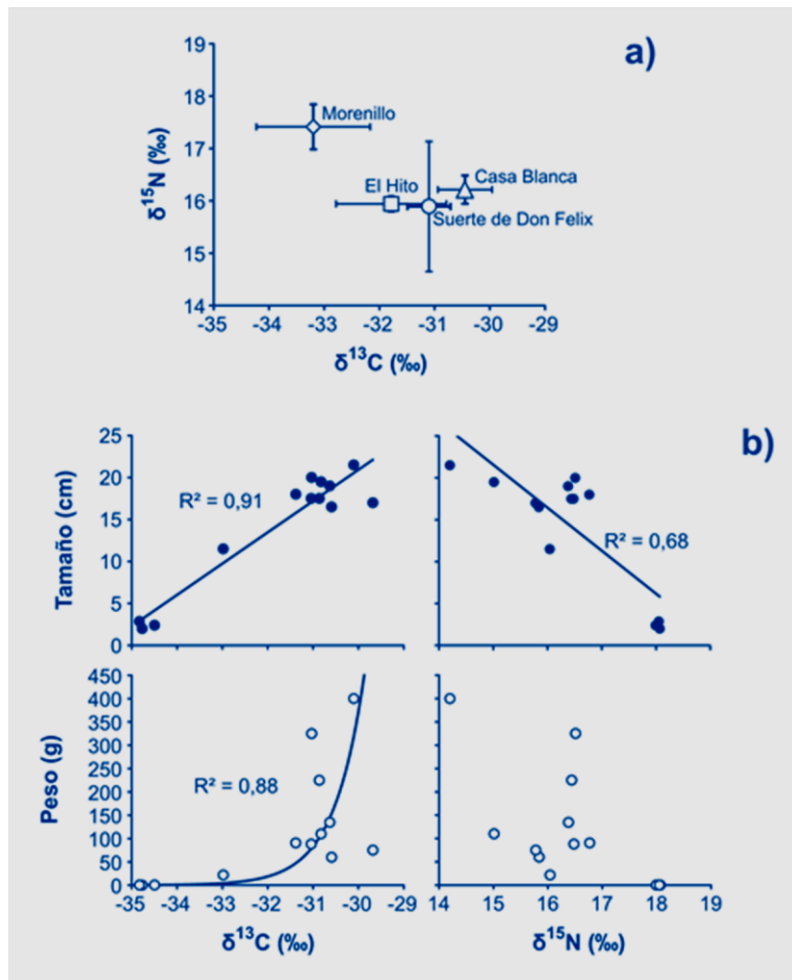 a)
19
18
17
16
15
14
δ¹⁵N (‰)
Morenillo
El Hito
Casa Blanca
Suerte de Don Felix
-35 -34 -33 -32 -31 -30 -29
δ¹³C (‰)
b)
25
20
15
10
5
0
Tamaño (cm)
R² = 0,91
R² = 0,68
450
400
350
300
250
200
150
100
50
0
Peso (g)
R² = 0,88
-35 -34 -33 -32 -31 -30 -29
δ¹³C (‰)
14 15 16 17 18 19
δ¹⁵N (‰)